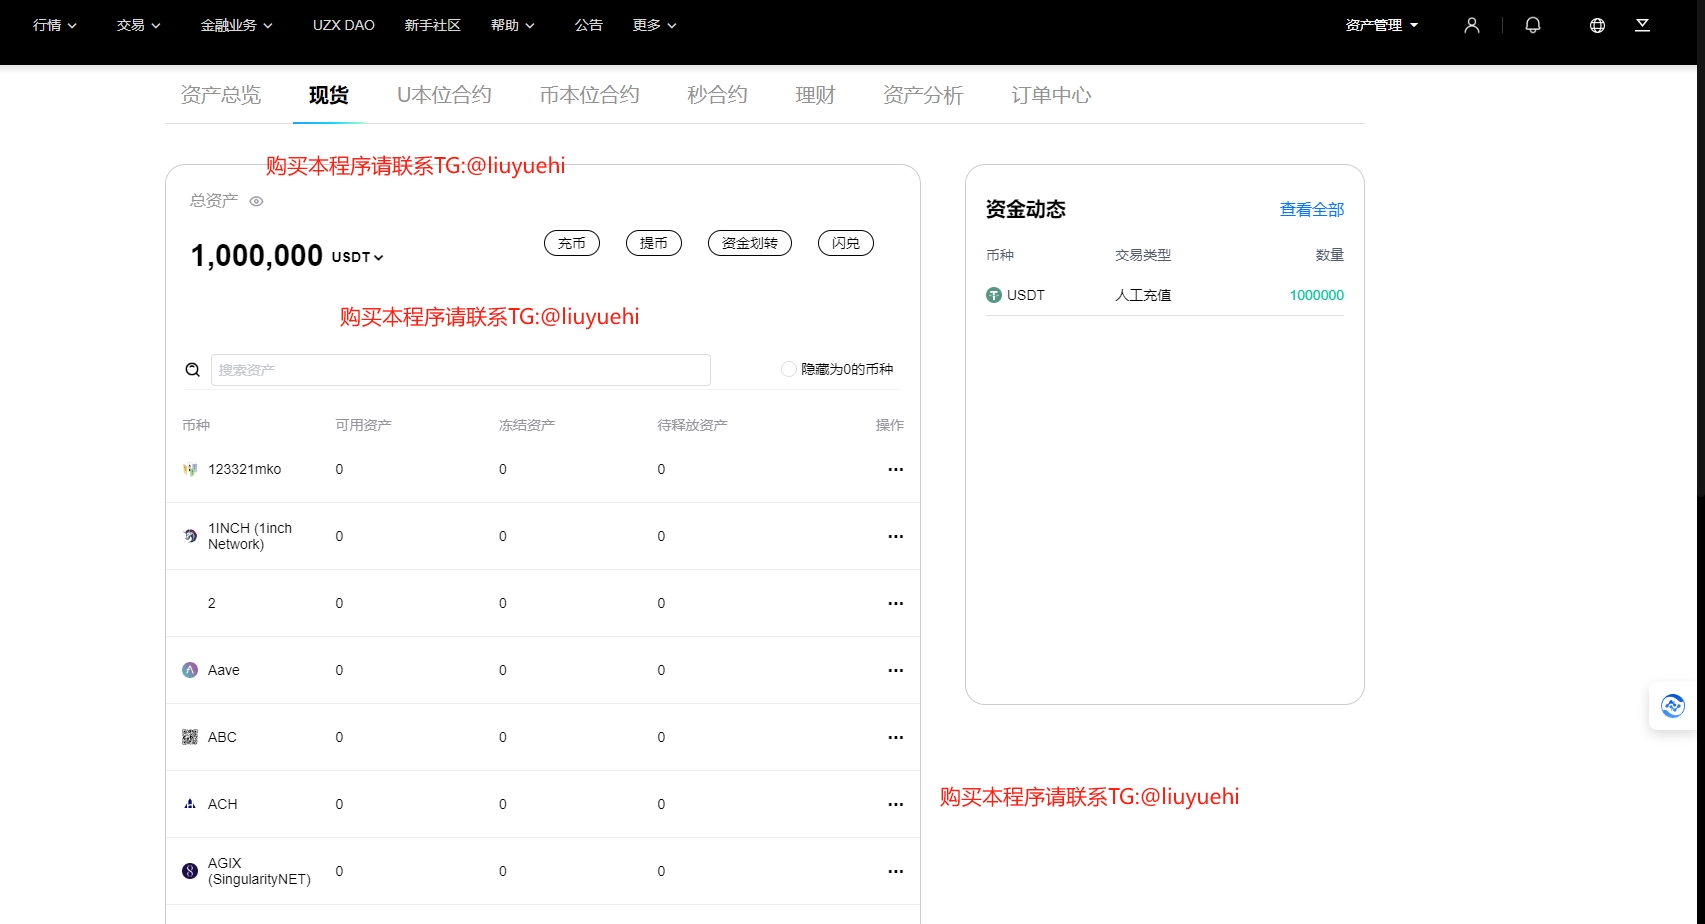 行情 交易 金融业务 UZX DAO 新手社区 帮助 公告 更多 资产管理
资产总览 现货 U本位合约 币本位合约 秒合约 理财 资产分析 订单中心
购买本程序请联系TG:@liuyuehi
总资产
1,000,000 USDT
充币 提币 资金划转 闪兑
购买本程序请联系TG:@liuyuehi
搜索资产 隐藏为0的币种
币种 可用资产 冻结资产 待释放资产 操作
123321mko 0 0 0 ...
1INCH (1inch
Network) 0 0 0 ...
2 0 0 0 ...
Aave 0 0 0 ...
ABC 0 0 0 ...
ACH 0 0 0 ...
AGIX
(SingularityNET) 0 0 0 ...
资金动态 查看全部
币种 交易类型 数量
USDT 人工充值 1000000
购买本程序请联系TG:@liuyuehi